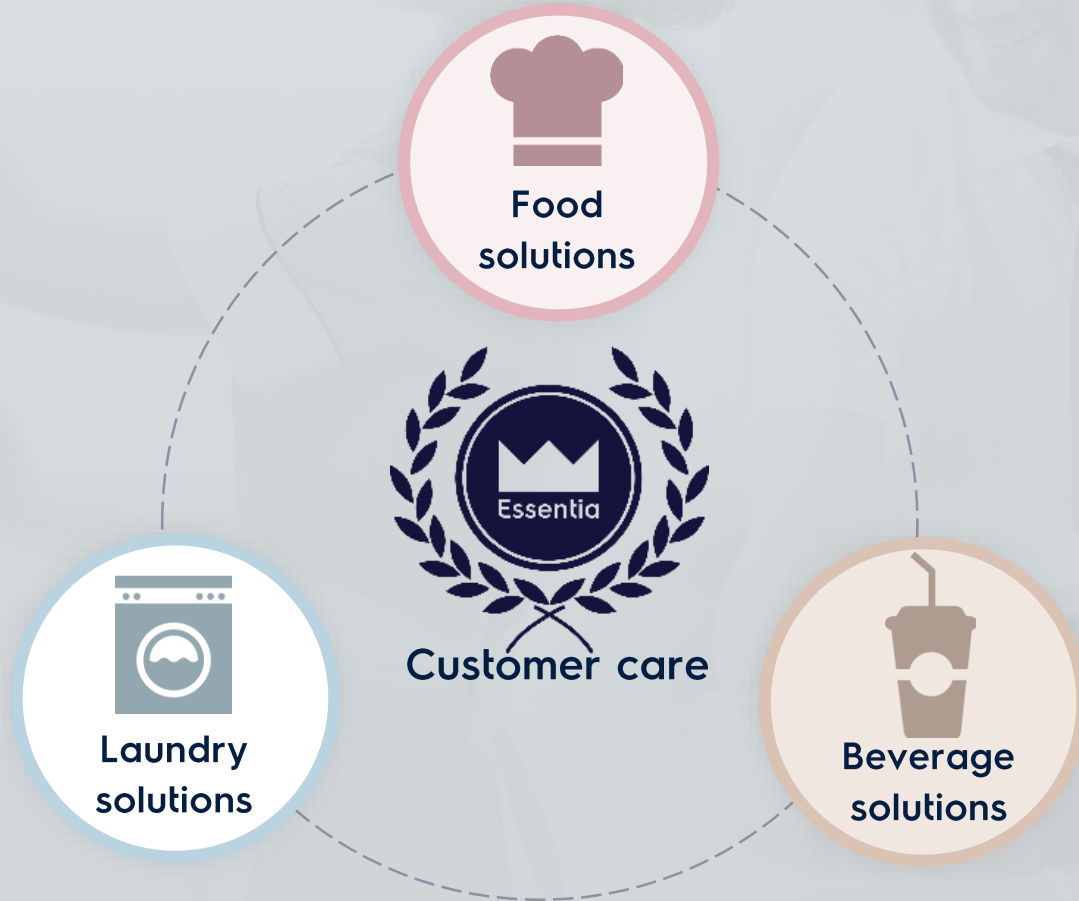 Food
solutions
Essentia
Customer care
Laundry
solutions
Beverage
solutions